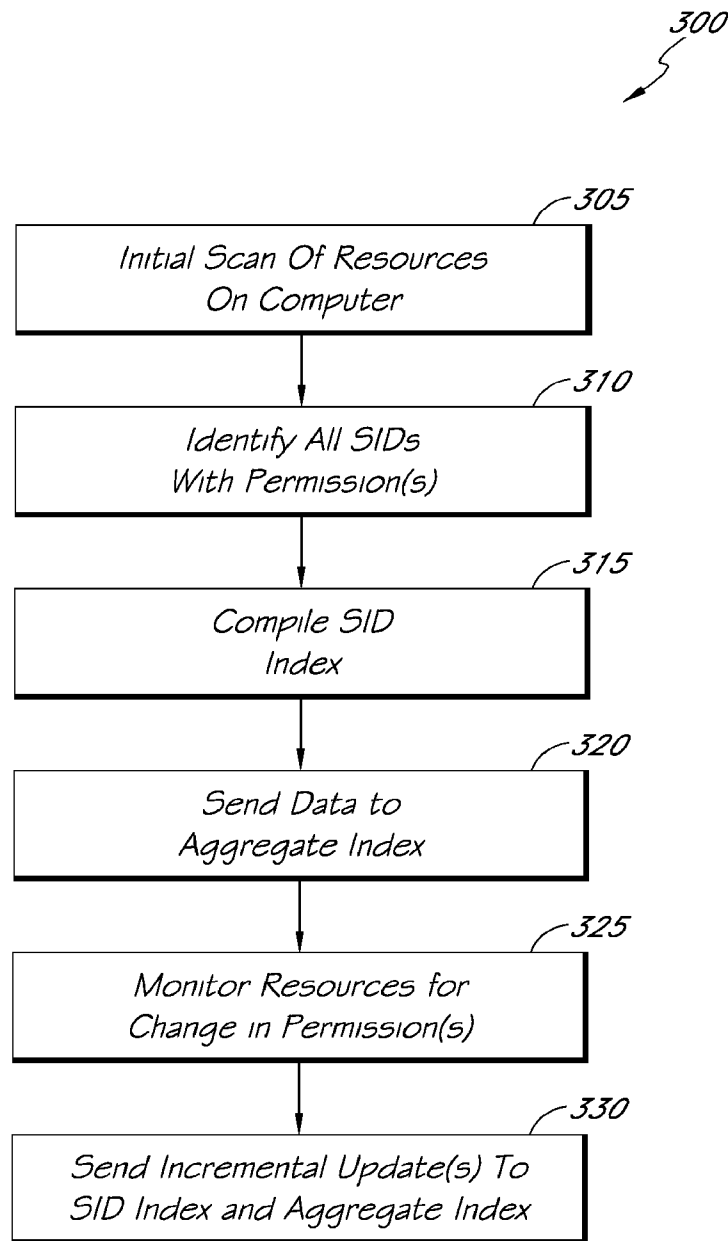 300
305
Initial Scan Of Resources
On Computer
310
Identify All SIDs
With Permission(s)
315
Compile SID
Index
320
Send Data to
Aggregate Index
325
Monitor Resources for
Change in Permission(s)
330
Send Incremental Update(s) To
SID Index and Aggregate Index